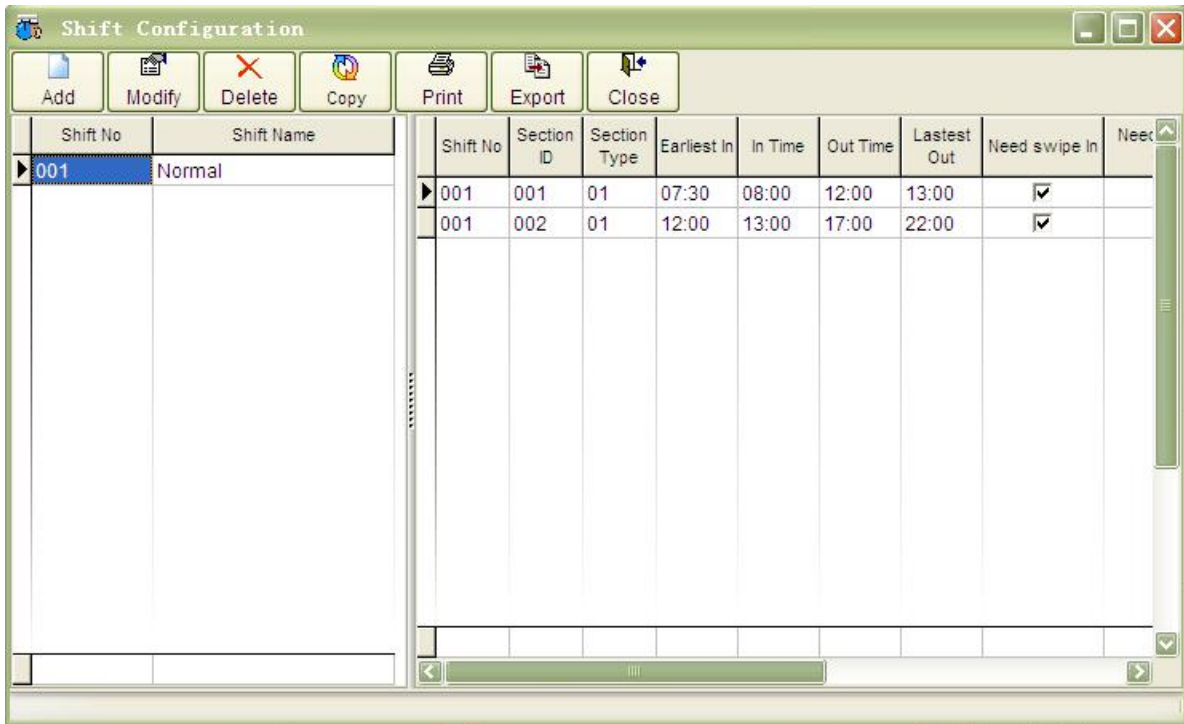 Shift Configuration
Add Modify Delete Copy Print Export Close
Shift No Shift Name
001 Normal
Shift No Section ID Section Type Earliest In In Time Out Time Lastest Out Need swipe In Need
001 001 01 07:30 08:00 12:00 13:00
001 002 01 12:00 13:00 17:00 22:00